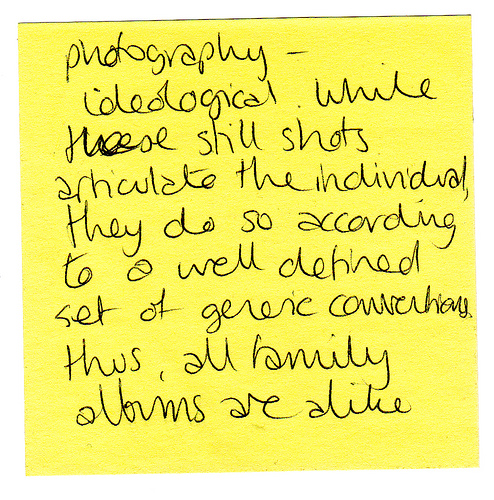 photography –
ideological. While
these still shots
articulate the individual,
they do so according
to a well defined
set of generic conventions.
thus, all family
albums are alike